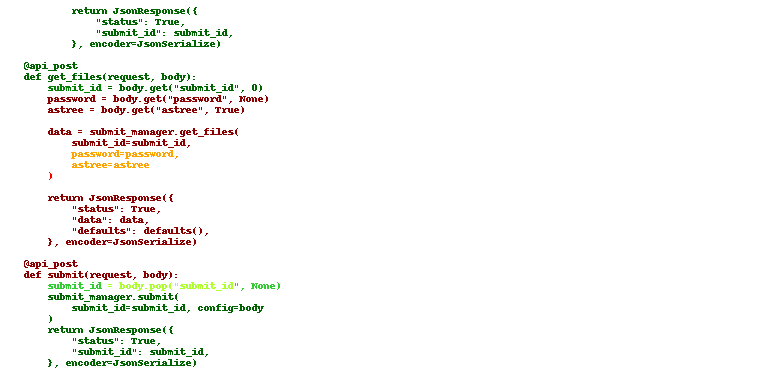 return JsonResponse({
"status": True,
"submit_id": submit_id,
}, encoder=JsonSerialize)
@api_post
def get_files(request, body):
submit_id = body.get("submit_id", 0)
password = body.get("password", None)
astree = body.get("astree", True)
data = submit_manager.get_files(
submit_id=submit_id,
password=password,
astree=astree
)
return JsonResponse({
"status": True,
"data": data,
"defaults": defaults(),
}, encoder=JsonSerialize)
@api_post
def submit(request, body):
submit_id = body.pop("submit_id", None)
submit_manager.submit(
submit_id=submit_id, config=body
)
return JsonResponse({
"status": True,
"submit_id": submit_id,
}, encoder=JsonSerialize)